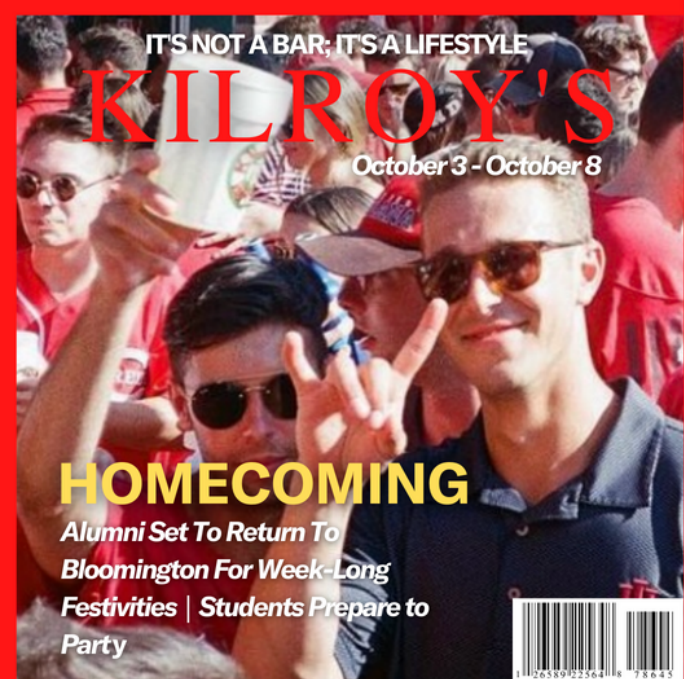 IT'S NOT A BAR; IT'S A LIFESTYLE
KILROY'S
October 3 - October 8
HOMECOMING
Alumni Set To Return To
Bloomington For Week-Long
Festivities | Students Prepare to
Party
1 26589 22564 8 78645